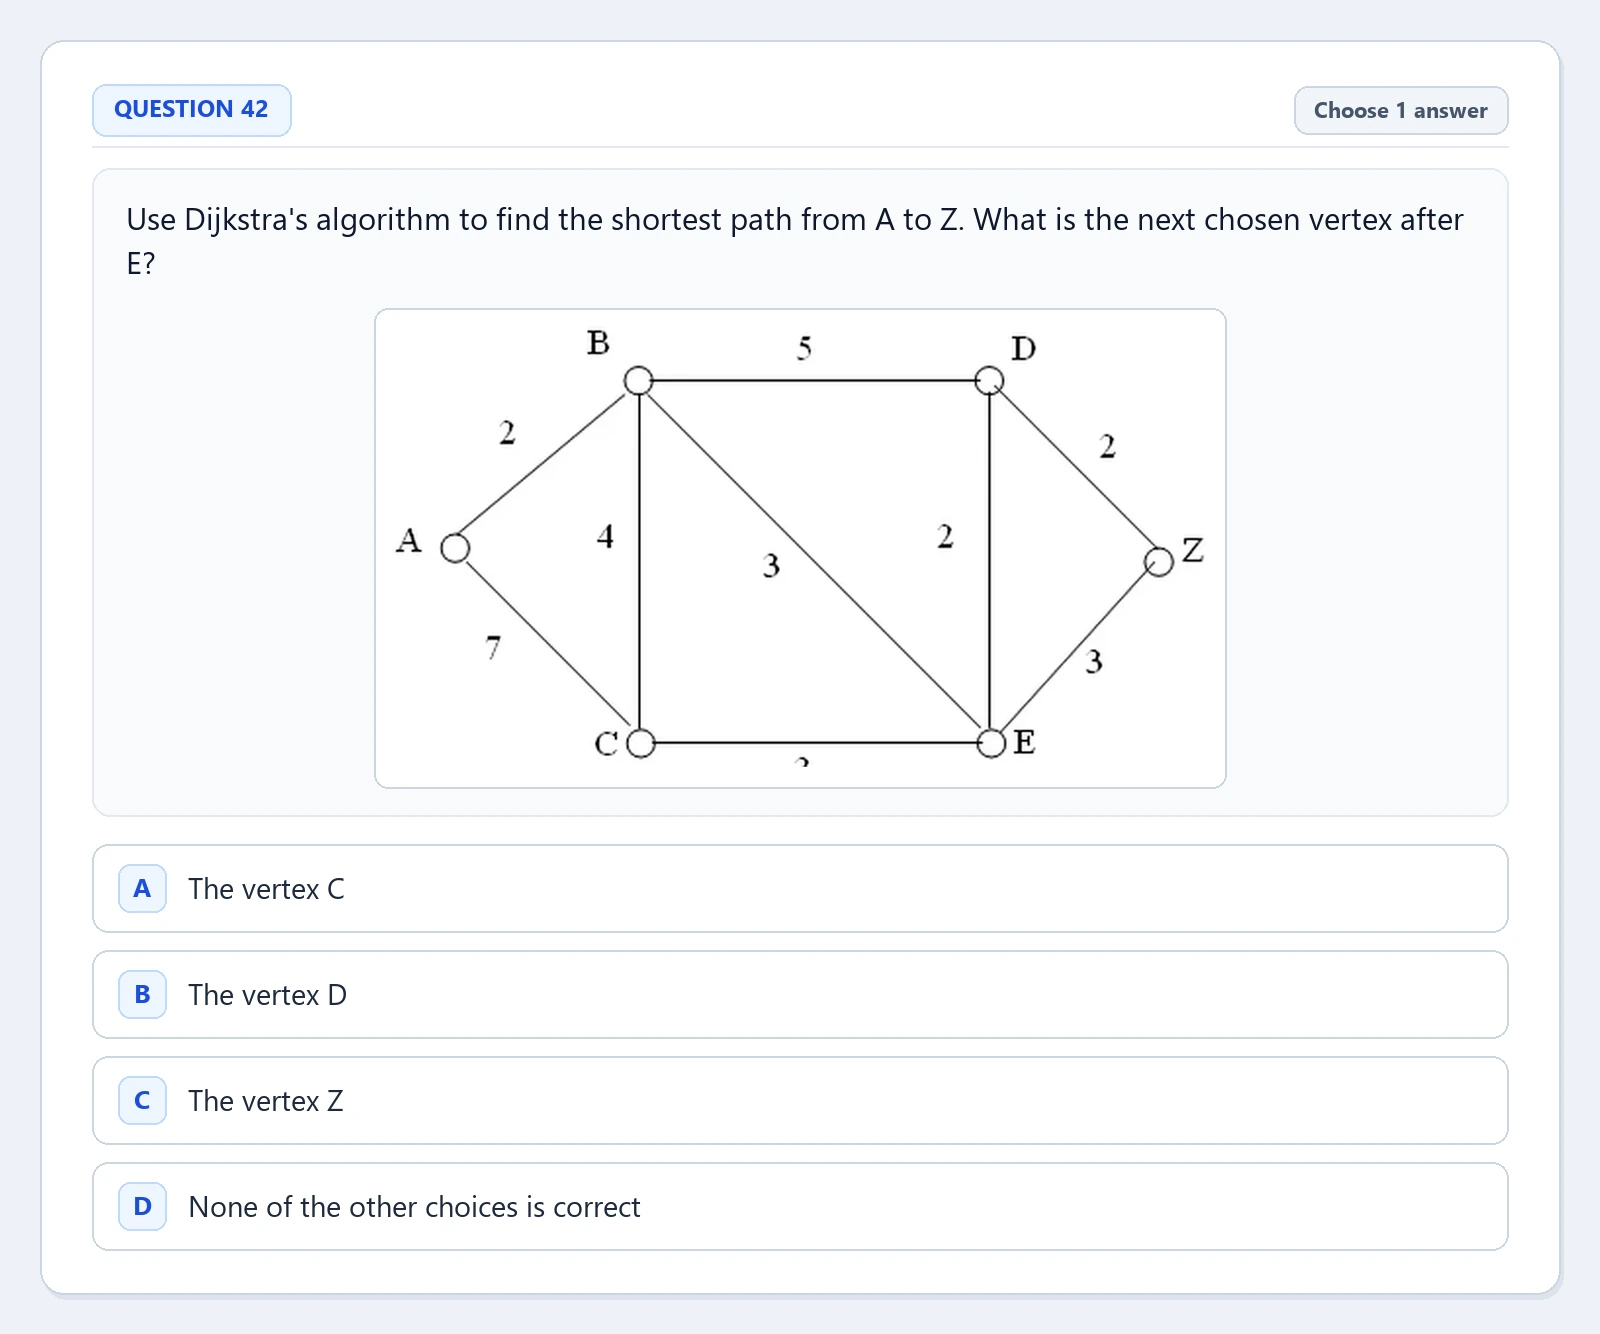 QUESTION 42
Choose 1 answer
Use Dijkstra's algorithm to find the shortest path from A to Z. What is the next chosen vertex after
E?
B
5
D
2
2
A
4
3
2
Z
7
3
C
E
A
The vertex C
B
The vertex D
C
The vertex Z
D
None of the other choices is correct